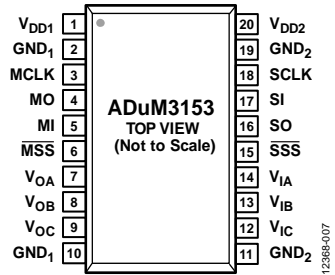 VDD1 1 20 VDD2
GND1 2 19 GND2
MCLK 3 18 SCLK
MO 4 17 SI
MI 5 16 SO
MSS 6 15 SSS
VOA 7 14 VIA
VOB 8 13 VIB
VOC 9 12 VIC
GND1 10 11 GND2
ADuM3153
TOP VIEW
(Not to Scale)
12368-007